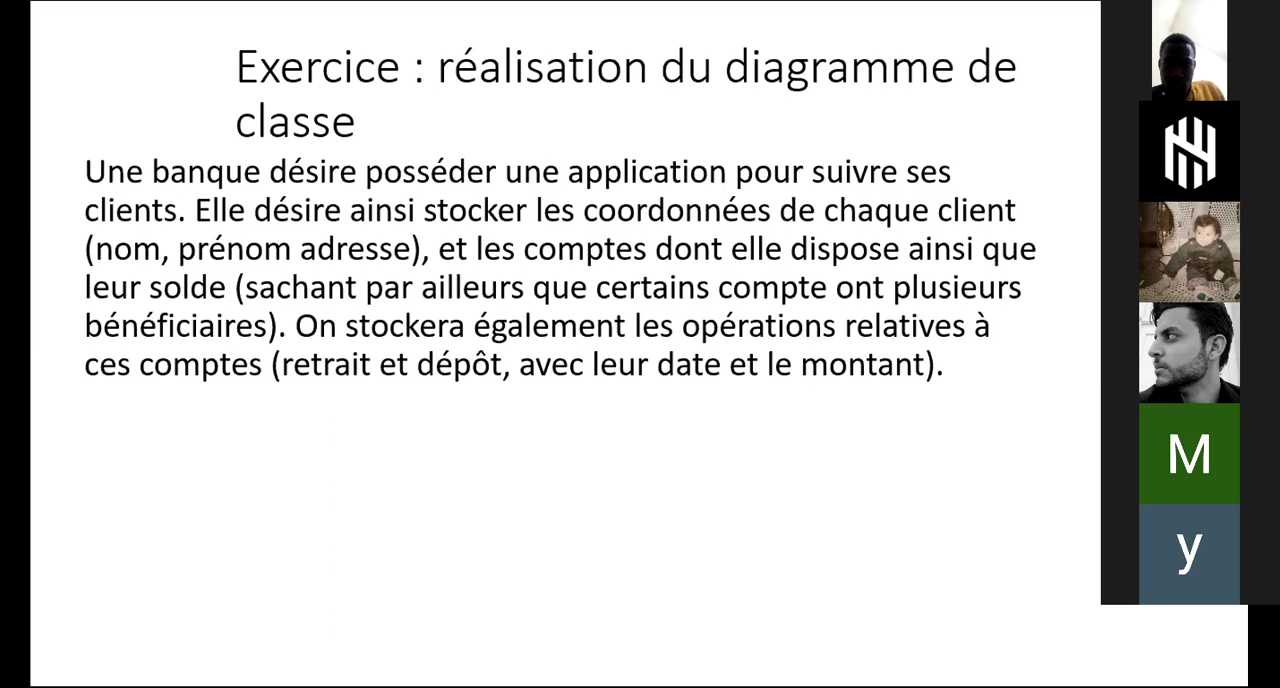 Exercice : réalisation du diagramme de
classe
Une banque désire posséder une application pour suivre ses
clients. Elle désire ainsi stocker les coordonnées de chaque client
(nom, prénom adresse), et les comptes dont elle dispose ainsi que
leur solde (sachant par ailleurs que certains compte ont plusieurs
bénéficiaires). On stockera également les opérations relatives à
ces comptes (retrait et dépôt, avec leur date et le montant).
M
y